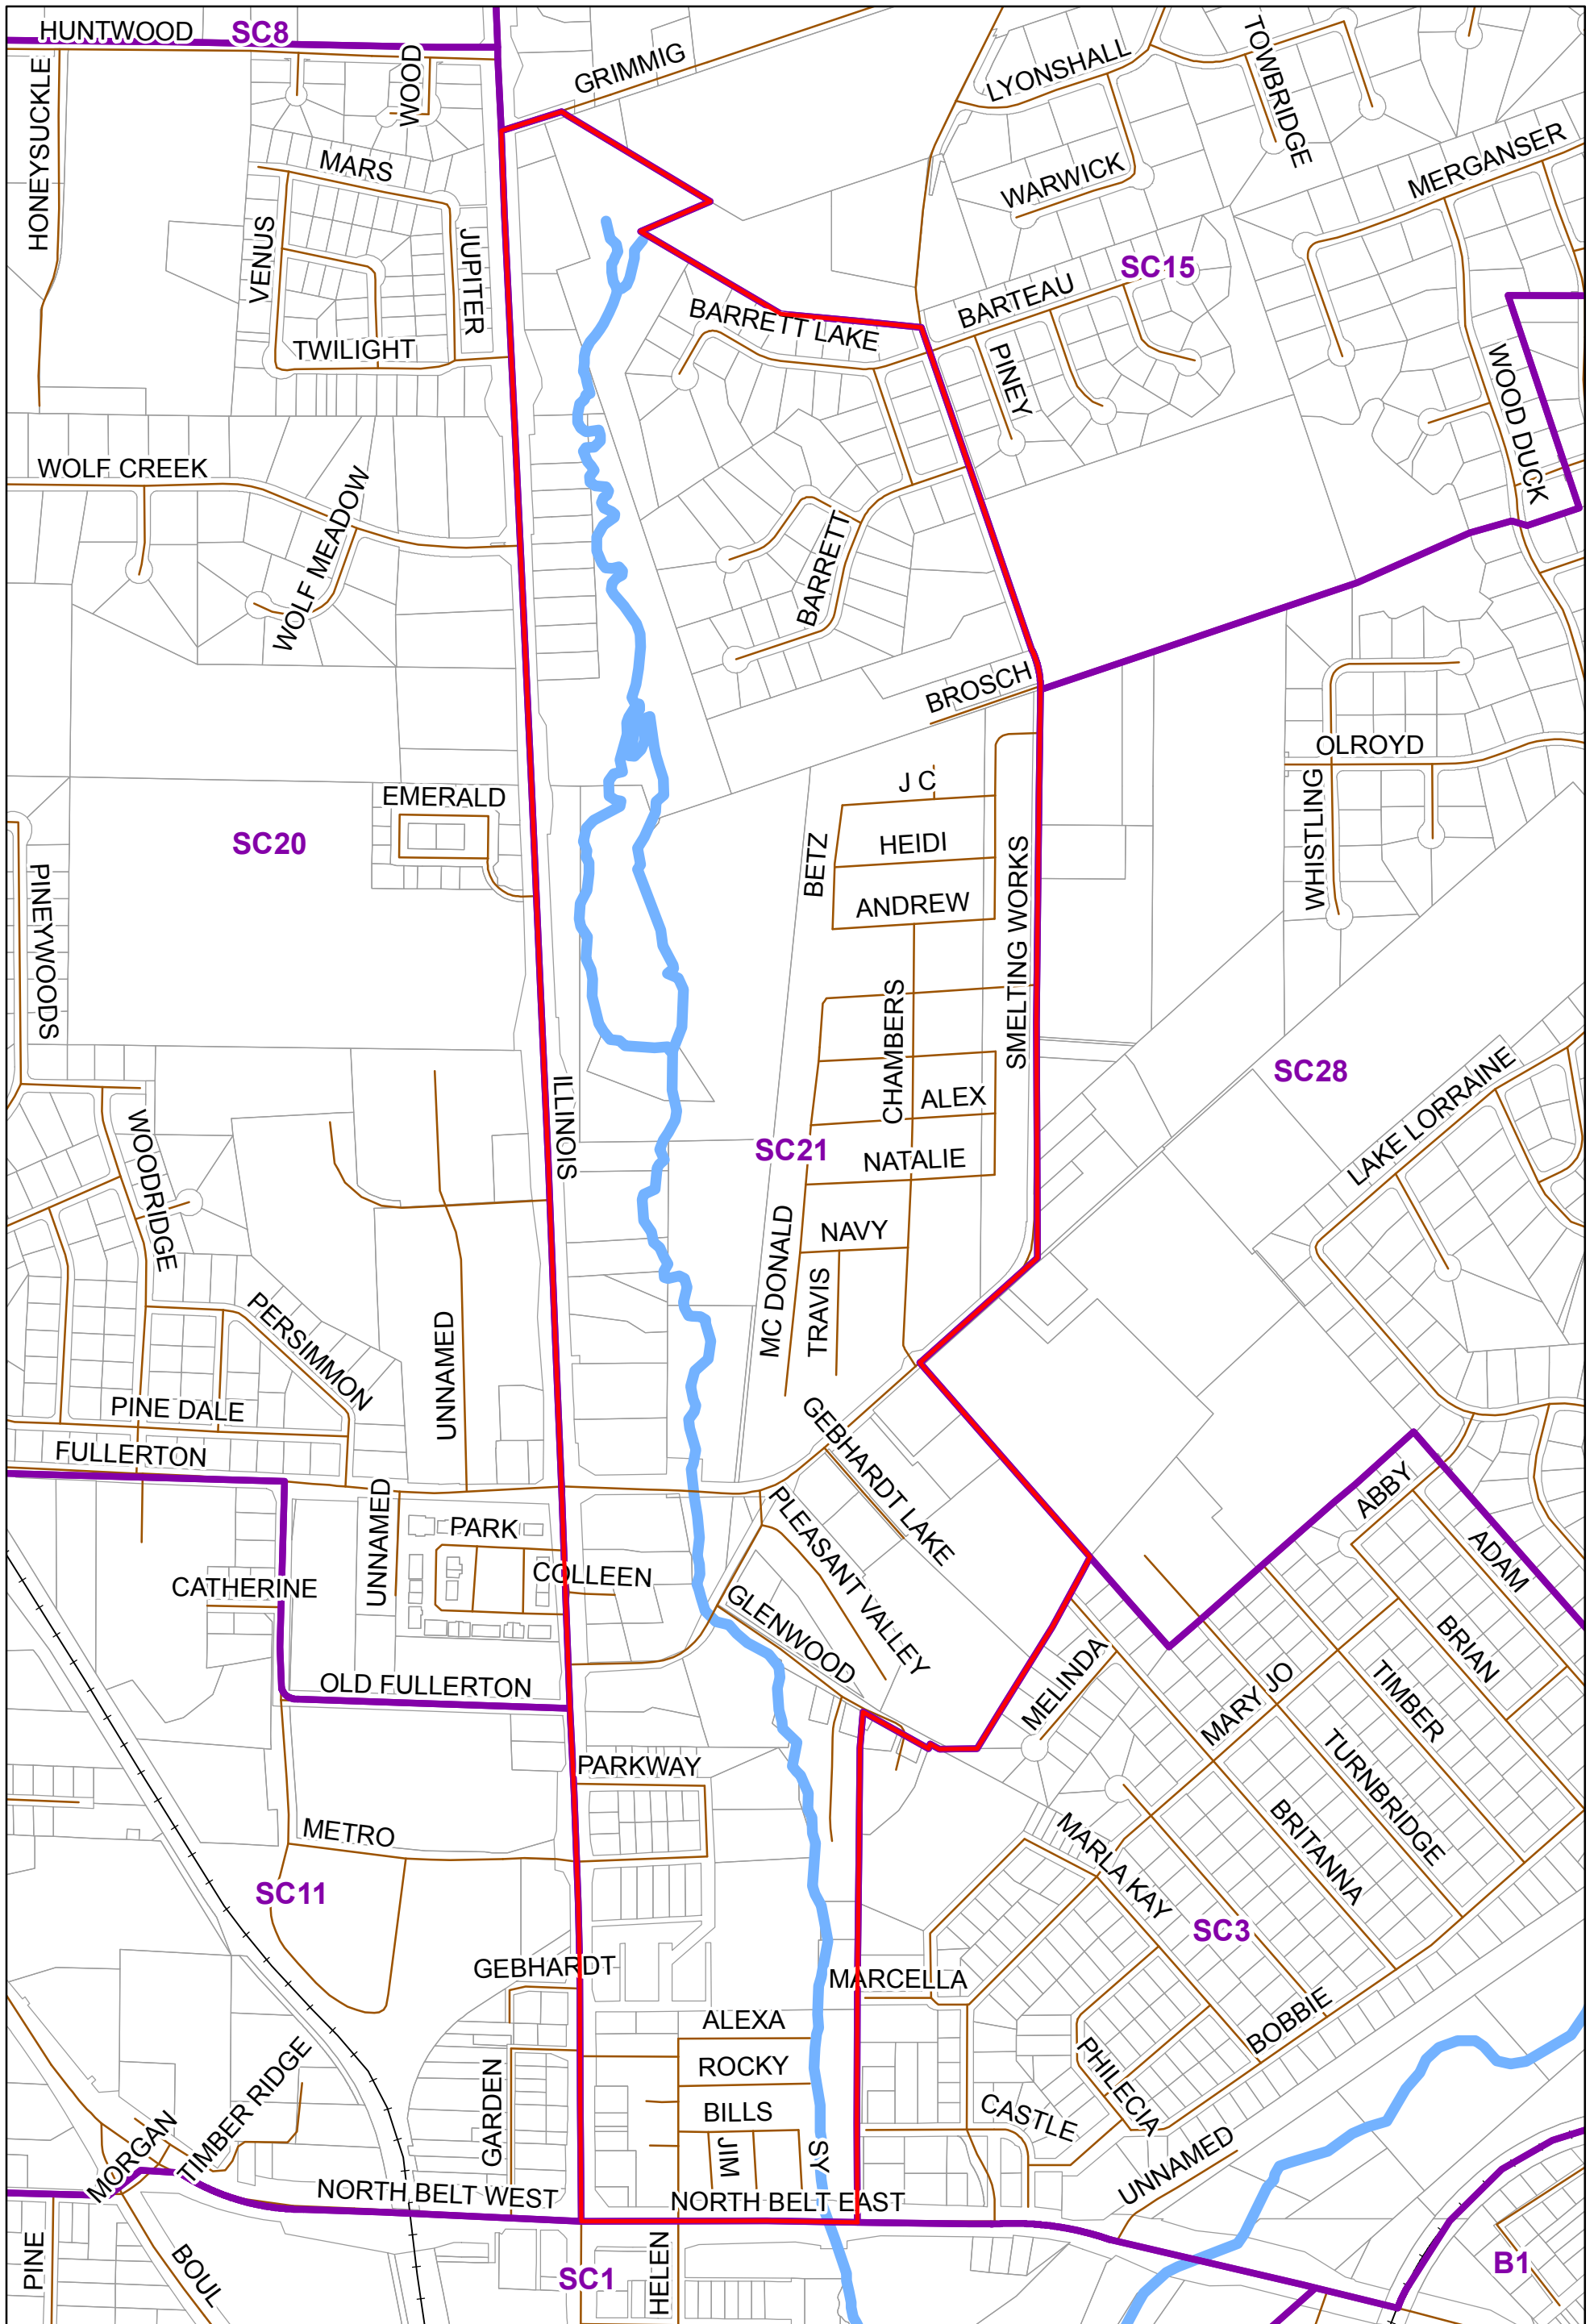 HUNTWOOD
SC8
GRIMMIG
LYONSHALL
TOWBRIDGE
WOOD
HONEYSUCKLE
MARS
WARWICK
MERGANSER
VENUS
JUPITER
SC15
BARTEAU
BARRETT LAKE
TWILIGHT
PINEY
WOOD DUCK
WOLF CREEK
WOLF MEADOW
BARRETT
BROSCH
OLROYD
J C
EMERALD
SC20
HEIDI
BETZ
WHISTLING
ANDREW
SMELTING WORKS
PINEYWOODS
CHAMBERS
SC28
ILLINOIS
ALEX
LAKE LORRAINE
WOODRIDGE
SC21
NATALIE
NAVY
MC DONALD
TRAVIS
PERSIMMON
UNNAMED
PINE DALE
FULLERTON
GEBHARDT LAKE
ABBY
UNNAMED
PARK
PLEASANT VALLEY
ADAM
COLLEEN
CATHERINE
GLENWOOD
BRIAN
OLD FULLERTON
MELINDA
MARY JO
TIMBER
PARKWAY
TURNBRIDGE
METRO
MARLA KAY
BRITANNA
SC11
SC3
GEBHARDT
MARCELLA
ALEXA
BOBBIE
ROCKY
TIMBER RIDGE
GARDEN
PHILECIA
BILLS
CASTLE
JIM
SY
MORGAN
UNNAMED
NORTH BELT WEST
NORTH BELT EAST
PINE
BOUL
SC1
HELEN
B1